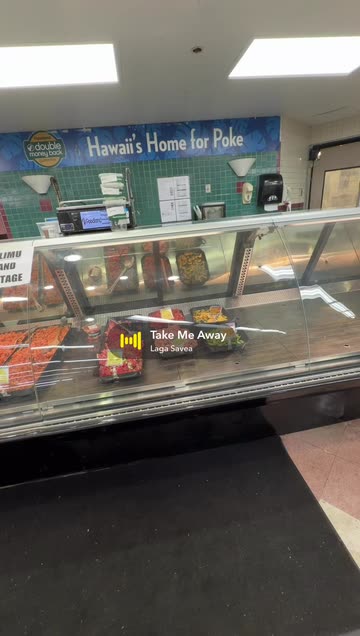 double
money back
Hawaii's Home for Poke
LIMU
AND
TAGE
Take Me Away
Laga Savea